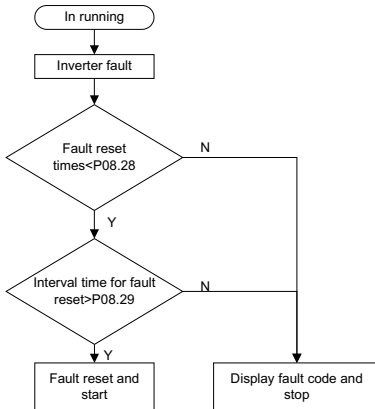 In running
Inverter fault
Fault reset
times<P08.28
N
Y
Interval time for fault
reset>P08.29
N
Y
Fault reset and
start
Display fault code and
stop